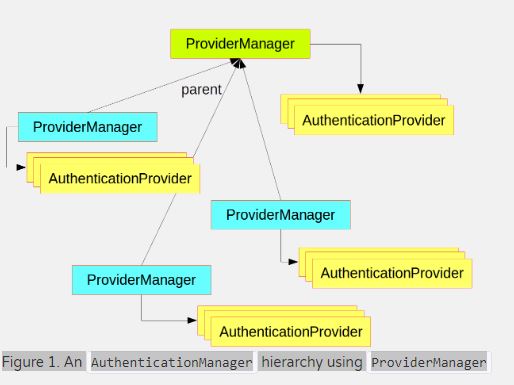 ProviderManager
parent
AuthenticationProvider
ProviderManager
AuthenticationProvider
ProviderManager
AuthenticationProvider
ProviderManager
AuthenticationProvider
Figure 1. An AuthenticationManager hierarchy using ProviderManager